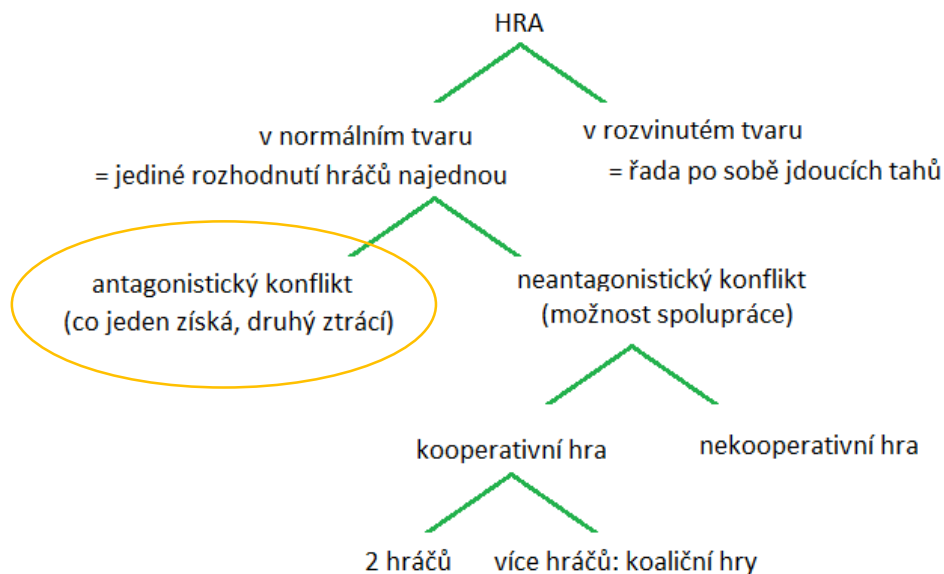 HRA
v normálním tvaru
= jediné rozhodnutí hráčů najednou
v rozvinutém tvaru
= řada po sobě jdoucích tahů
antagonistický konflikt
(co jeden získá, druhý ztrácí)
neantagonistický konflikt
(možnost spolupráce)
kooperativní hra
nekooperativní hra
2 hráčů
více hráčů: koaliční hry